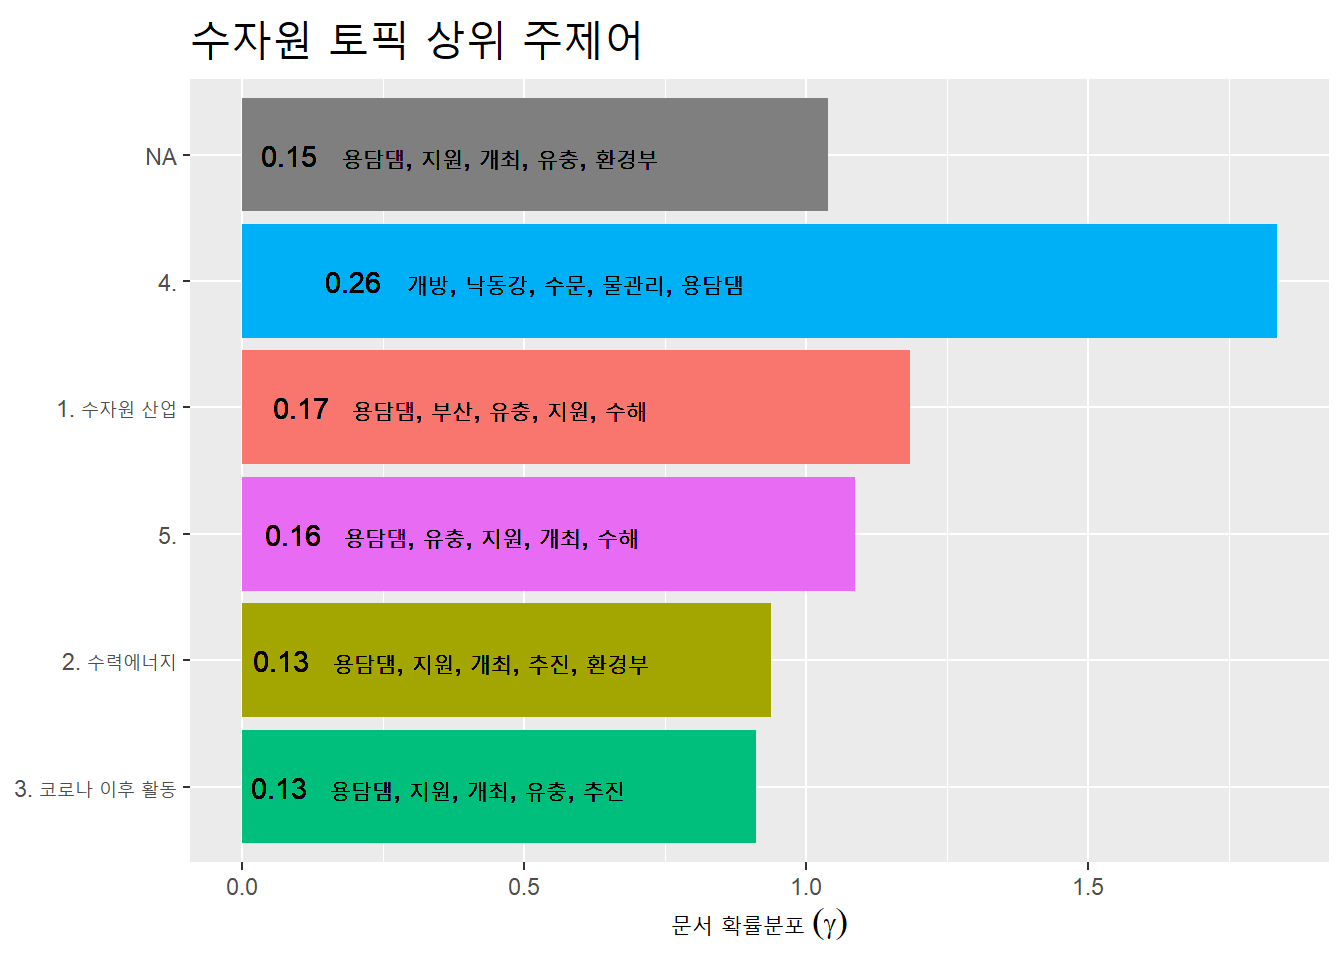 수자원 토픽 상위 주제어
NA
0.15 용담댐, 지원, 개최, 유충, 환경부
4.
0.26 개방, 낙동강, 수문, 물관리, 용담댐
1. 수자원 산업
0.17 용담댐, 부산, 유충, 지원, 수해
5.
0.16 용담댐, 유충, 지원, 개최, 수해
2. 수력에너지
0.13 용담댐, 지원, 개최, 추진, 환경부
3. 코로나 이후 활동
0.13 용담댐, 지원, 개최, 유충, 추진
0.0 0.5 1.0 1.5
문서 확률분포 (γ)